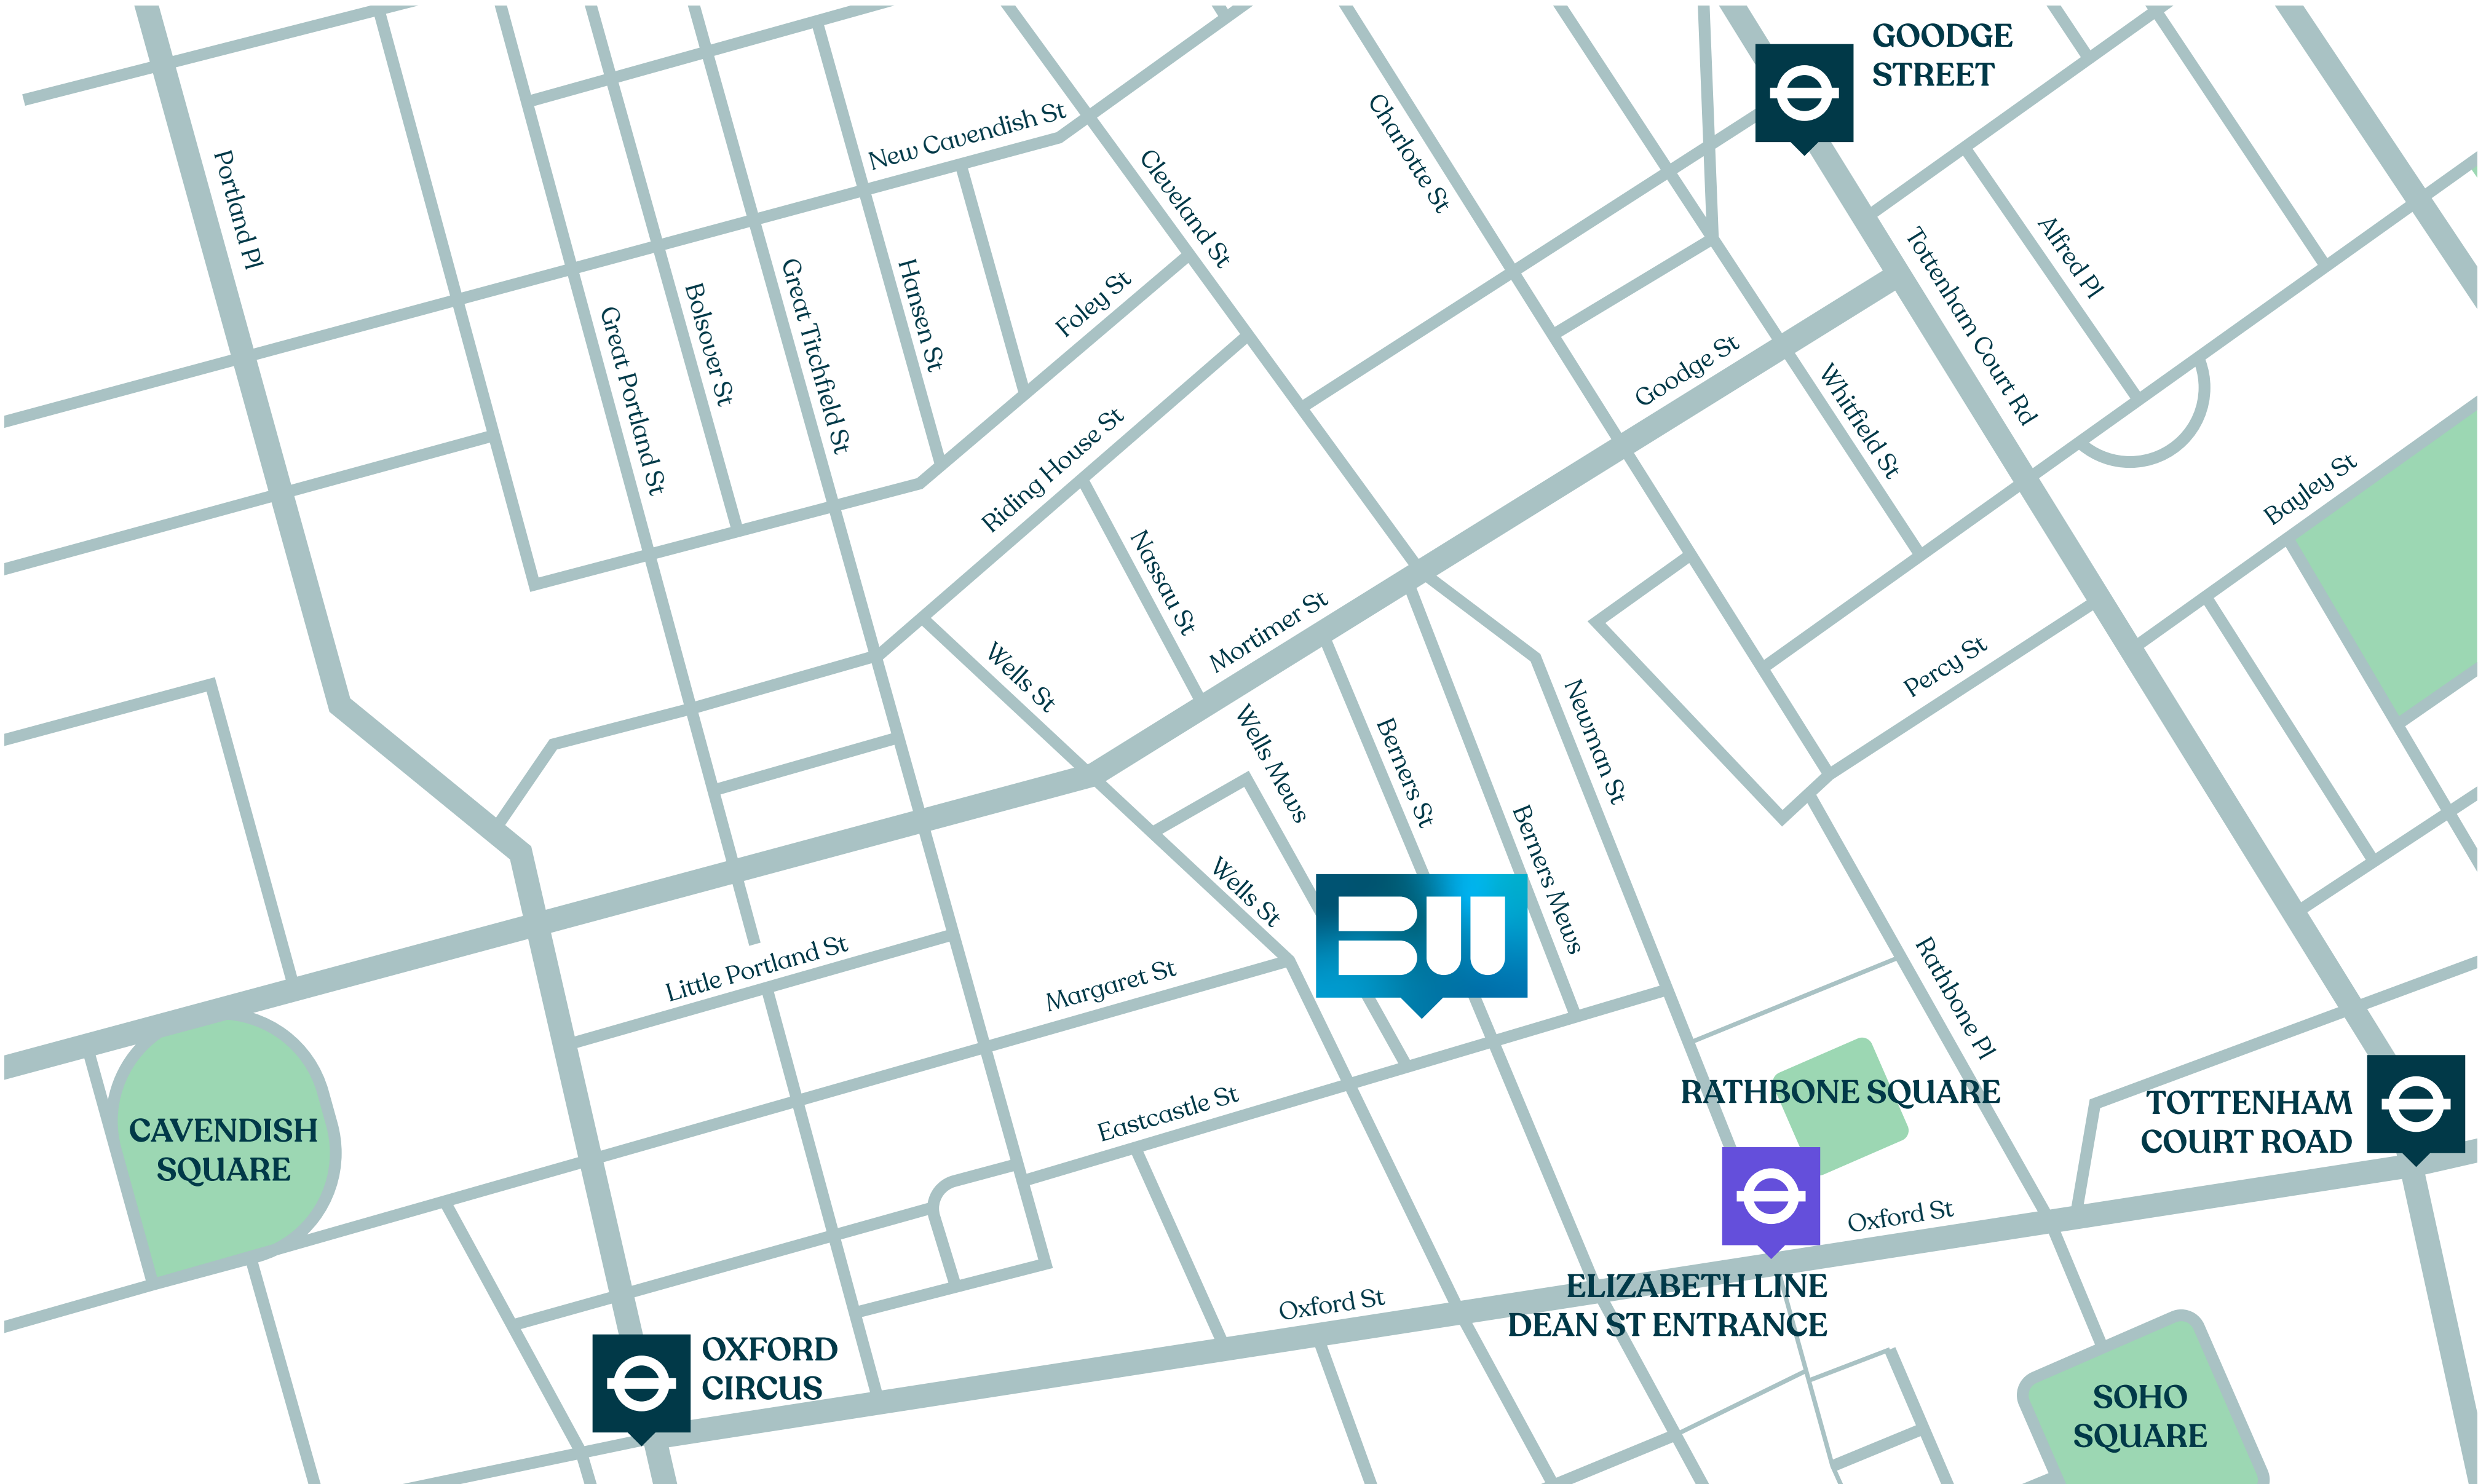 GOODGE
STREET
Portland Pl
New Cavendish St
Cleveland St
Charlotte St
Tottenham Court Rd
Alfred Pl
Great Portland St
Bolsover St
Great Titchfield St
Hansen St
Foley St
Riding House St
Goodge St
Whitfield St
Bayley St
Nassau St
Wells St
Mortimer St
Percy St
Newman St
Wells Mews
Berners St
Berners Mews
Wells St
BW
Little Portland St
Margaret St
Rathbone Pl
Eastcastle St
RATHBONE SQUARE
TOTTENHAM
COURT ROAD
CAVENDISH
SQUARE
Oxford St
ELIZABETH LINE
DEAN ST ENTRANCE
Oxford St
OXFORD
CIRCUS
SOHO
SQUARE